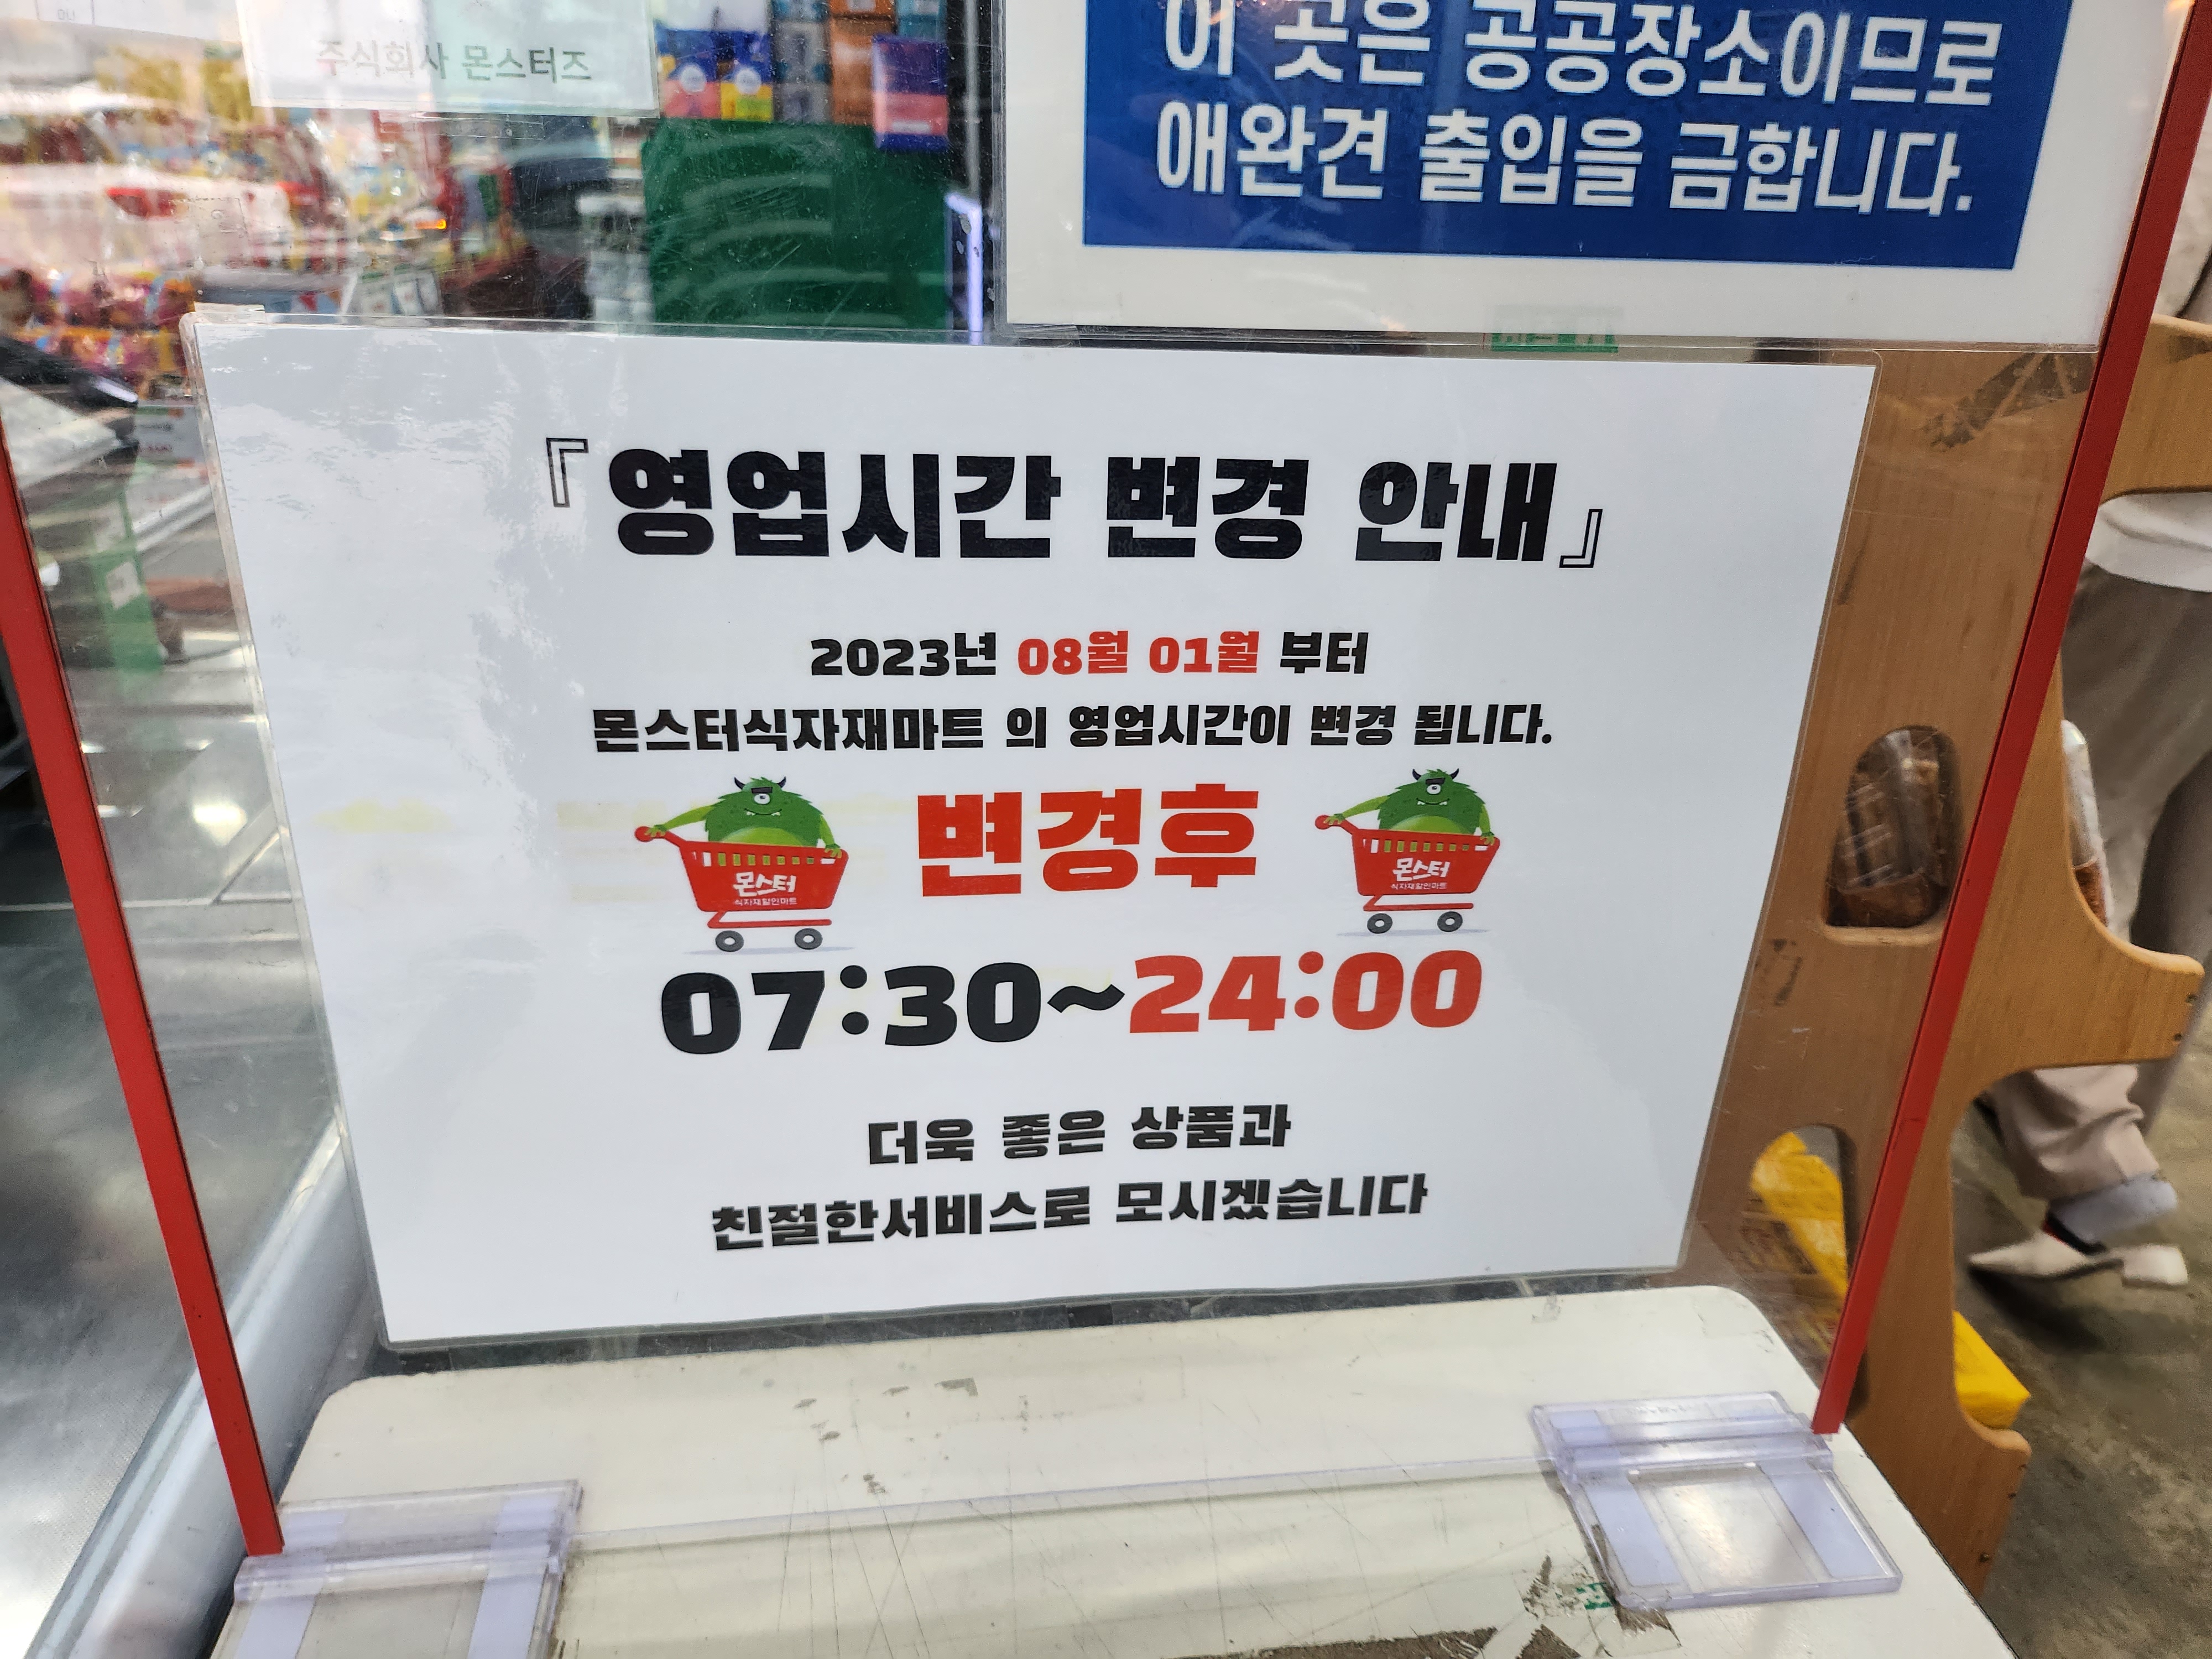 주식회사 몬스터즈
이 곳은 공공장소이므로
애완견 출입을 금합니다.
『영업시간 변경 안내』
2023년 08월 01월 부터
몬스터식자재마트 의 영업시간이 변경 됩니다.
변경후
몬스터
식자재할인마트
몬스터
식자재할인마트
07:30~24:00
더욱 좋은 상품과
친절한서비스로 모시겠습니다